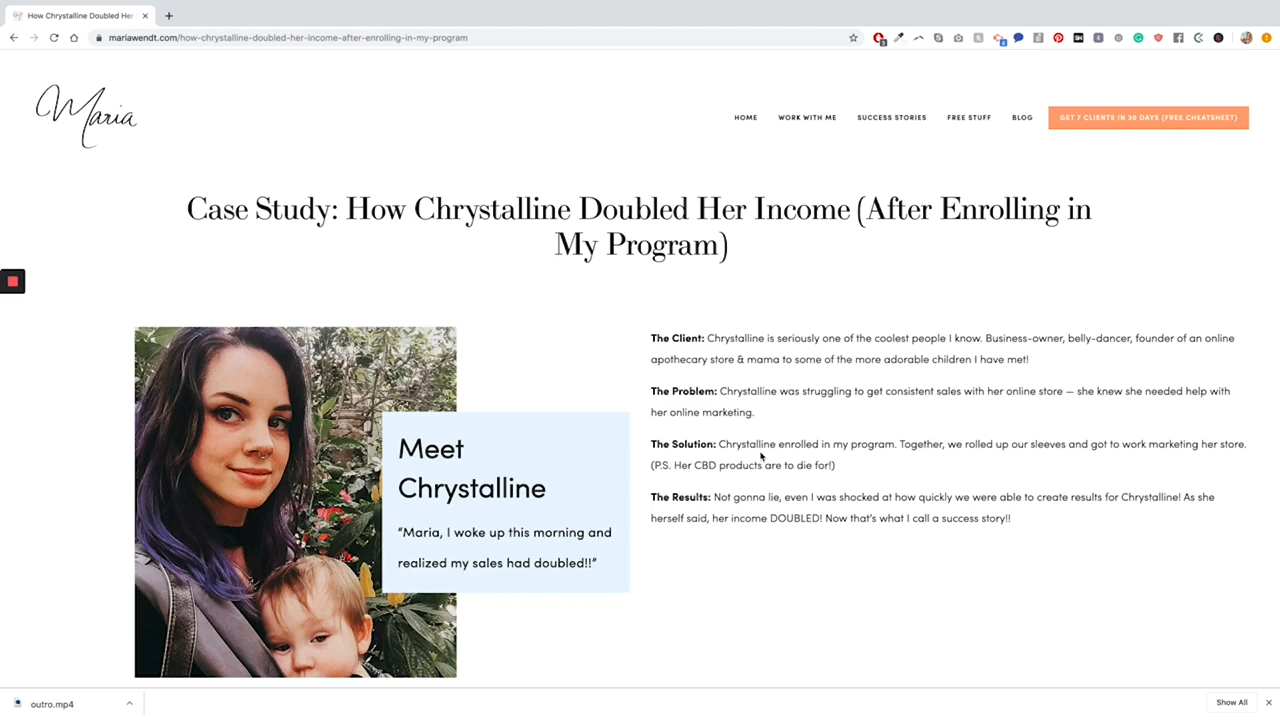 How Chrystalline Doubled Her
mariawendt.com/how-chrystalline-doubled-her-income-after-enrolling-in-my-program
Maria
HOME WORK WITH ME SUCCESS STORIES FREE STUFF BLOG GET 7 CLIENTS IN 30 DAYS (FREE CHEATSHEET)
Case Study: How Chrystalline Doubled Her Income (After Enrolling in
My Program)
Meet
Chrystalline
“Maria, I woke up this morning and
realized my sales had doubled!!”
The Client: Chrystalline is seriously one of the coolest people I know. Business-owner, belly-dancer, founder of an online
apothecary store & mama to some of the more adorable children I have met!
The Problem: Chrystalline was struggling to get consistent sales with her online store — she knew she needed help with
her online marketing.
The Solution: Chrystalline enrolled in my program. Together, we rolled up our sleeves and got to work marketing her store.
(P.S. Her CBD products are to die for!)
The Results: Not gonna lie, even I was shocked at how quickly we were able to create results for Chrystalline! As she
herself said, her income DOUBLED! Now that's what I call a success story!!
outro.mp4
Show All